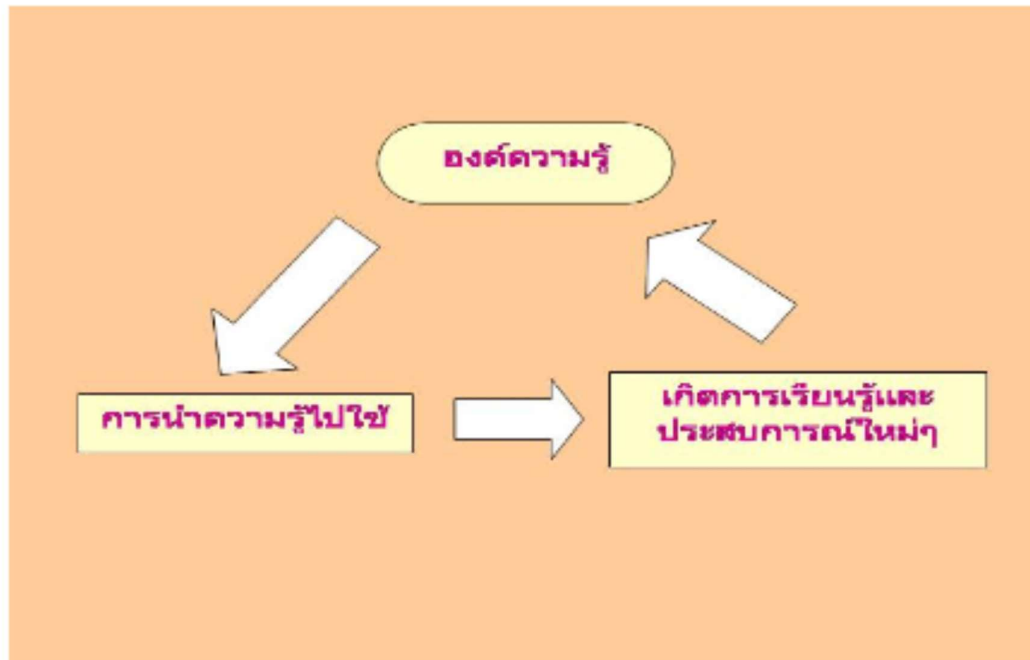 องค์ความรู้
การนำความรู้ไปใช้
เกิดการเรียนรู้และ
ประสบการณ์ใหม่ๆ